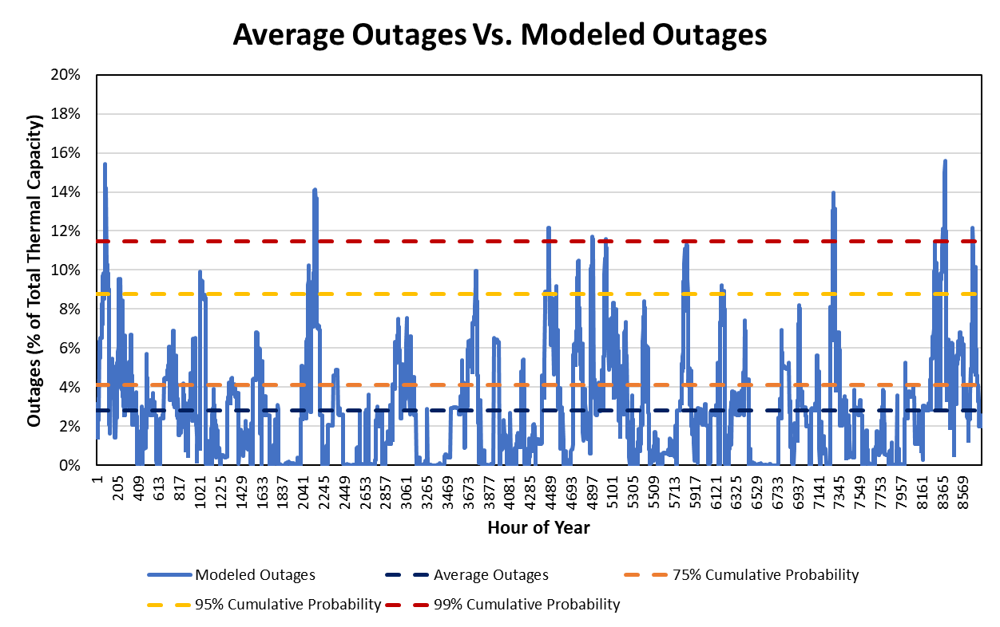 Average Outages Vs. Modeled Outages
Outages (% of Total Thermal Capacity)
20%
18%
16%
14%
12%
10%
8%
6%
4%
2%
0%
1 205 409 613 817 1021 1225 1429 1633 1837 2041 2245 2449 2653 2857 3061 3265 3469 3673 3877 4081 4285 4489 4693 4897 5101 5305 5509 5713 5917 6121 6325 6529 6733 6937 7141 7345 7549 7753 7957 8161 8365 8569
Hour of Year
Modeled Outages Average Outages 75% Cumulative Probability
95% Cumulative Probability 99% Cumulative Probability